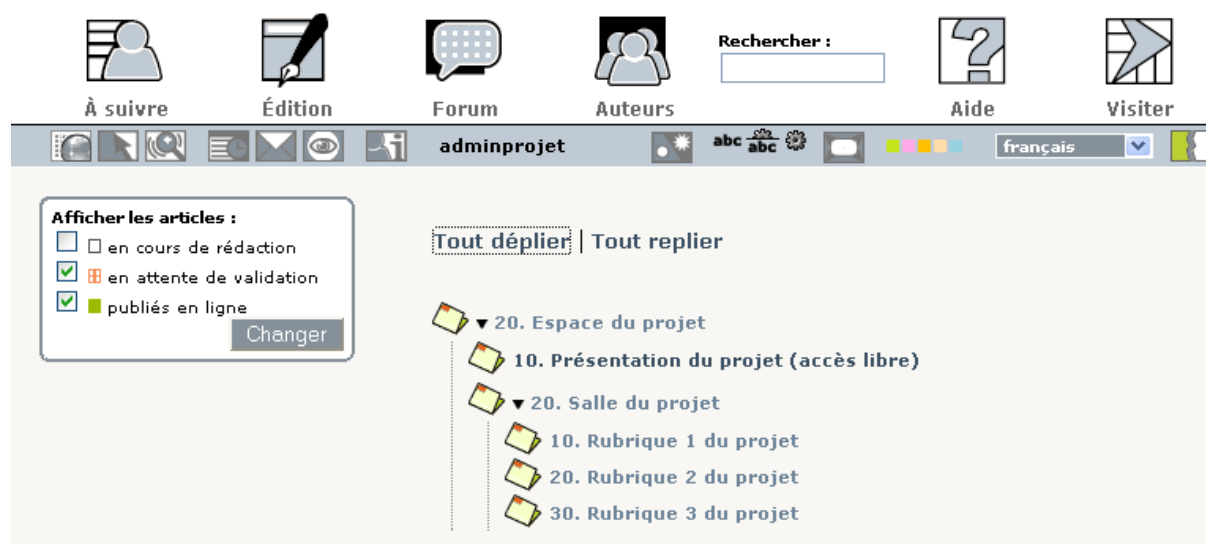 Rechercher :
À suivre Édition Forum Auteurs Aide Visiter
adminprojet abc abc français
Afficher les articles :
en cours de rédaction
en attente de validation
publiés en ligne
Changer
Tout déplier | Tout replier
20. Espace du projet
10. Présentation du projet (accès libre)
20. Salle du projet
10. Rubrique 1 du projet
20. Rubrique 2 du projet
30. Rubrique 3 du projet